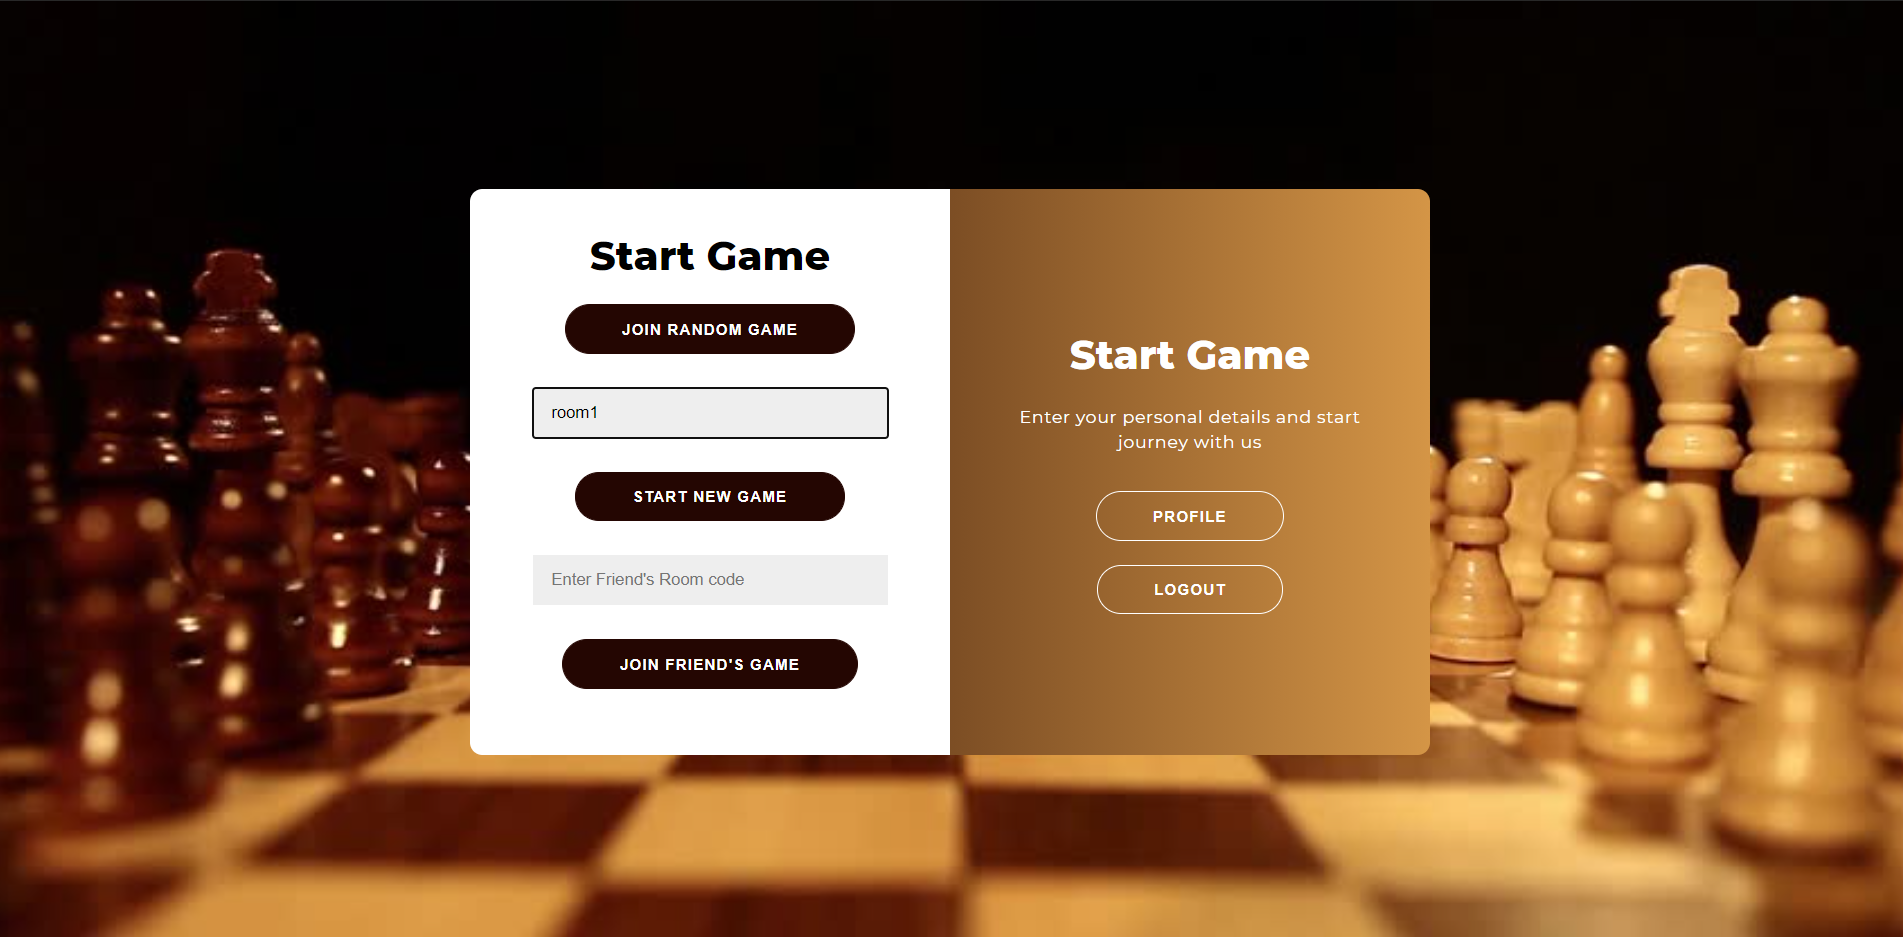 Start Game
JOIN RANDOM GAME
room1
START NEW GAME
Enter Friend's Room code
JOIN FRIEND'S GAME
Start Game
Enter your personal details and start
journey with us
PROFILE
LOGOUT